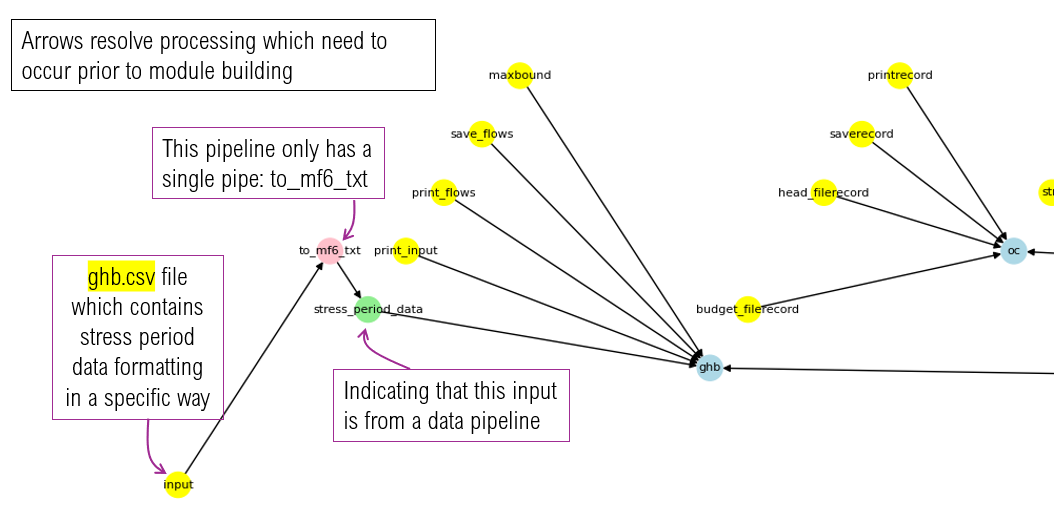 Arrows resolve processing which need to
occur prior to module building
maxbound
printrecord
This pipeline only has a
single pipe: to_mf6_txt
save_flows
saverecord
print_flows
head_filerecord
str
to_mf6_txt
print_input
oc
ghb.csv file
which contains
stress period
data formatting
in a specific way
stress_period_data
budget_filerecord
ghb
Indicating that this input
is from a data pipeline
input